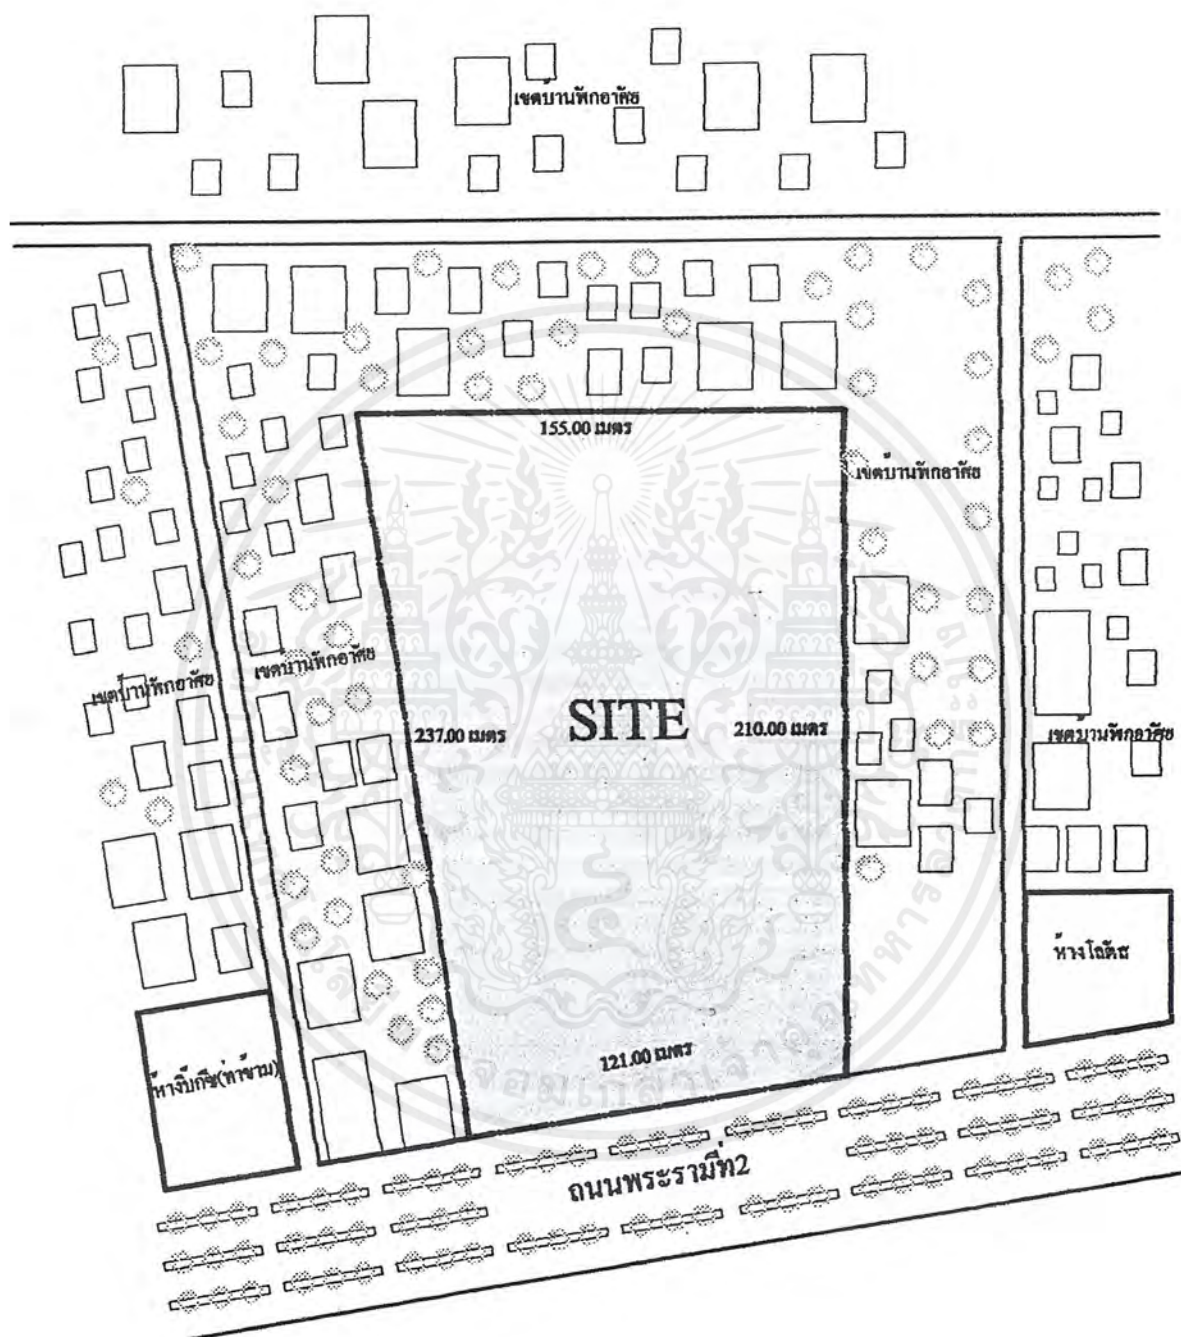 เขตบ้านพักอาศัย
155.00 เมตร
เขตบ้านพักอาศัย
เขตบ้านพักอาศัย
เขตบ้านพักอาศัย
237.00 เมตร
SITE
210.00 เมตร
เขตบ้านพักอาศัย
ห้างโลตัส
121.00 เมตร
ห้างบิ๊กซี(ท่าข้าม)
ถนนพระรามที่2